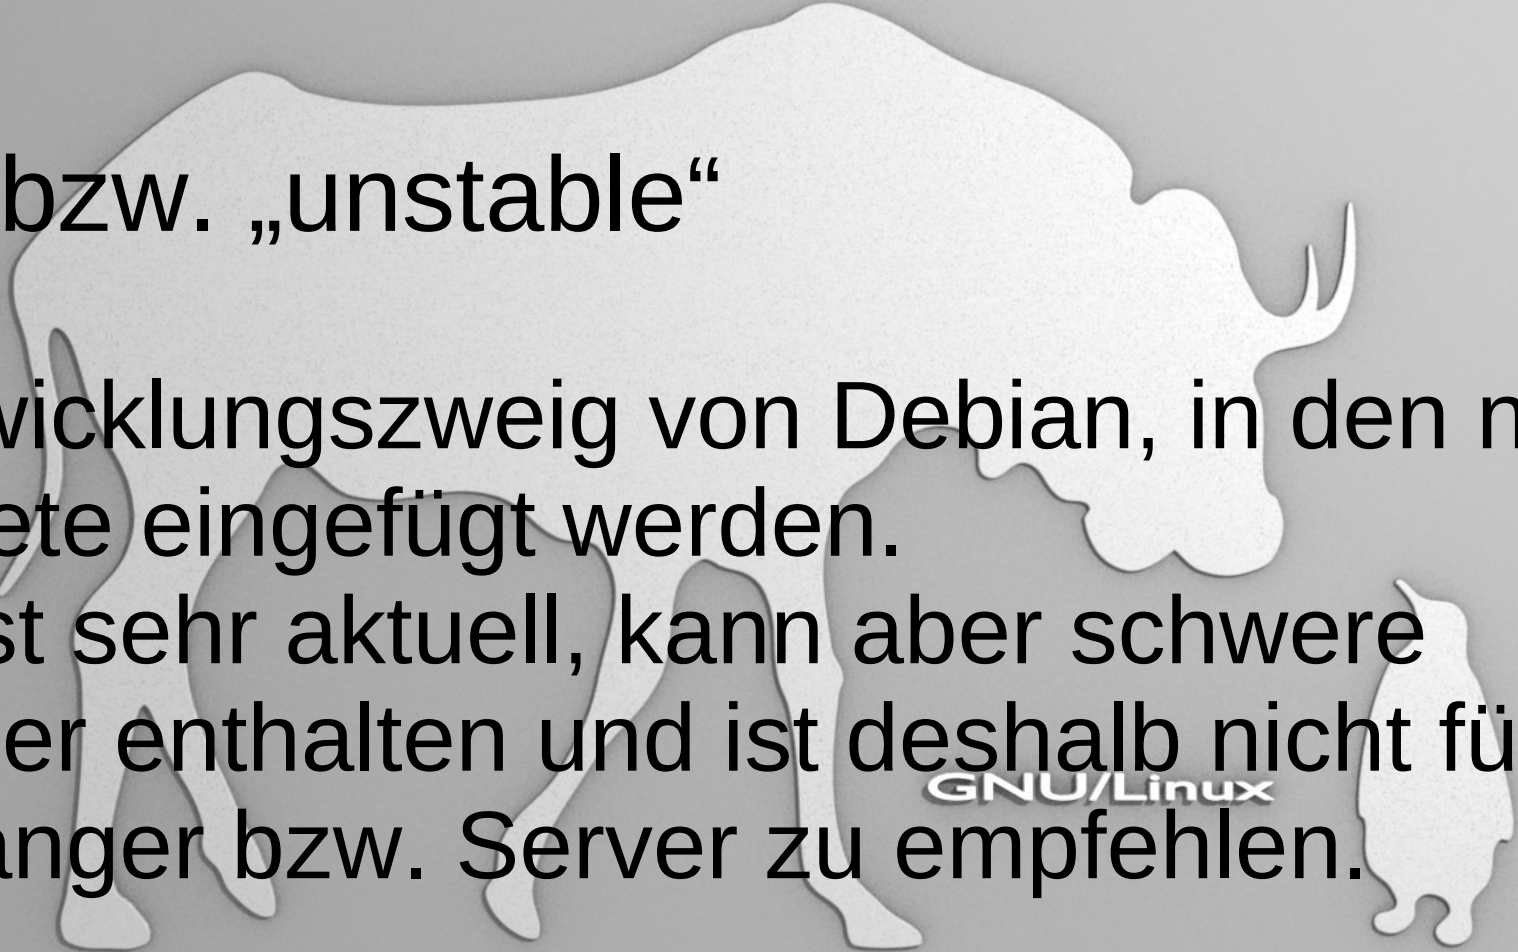 bzw. „unstable“
wicklungszweig von Debian, in den n
ete eingefügt werden.
st sehr aktuell, kann aber schwere
er enthalten und ist deshalb nicht fü
GNU/Linux
anger bzw. Server zu empfehlen.